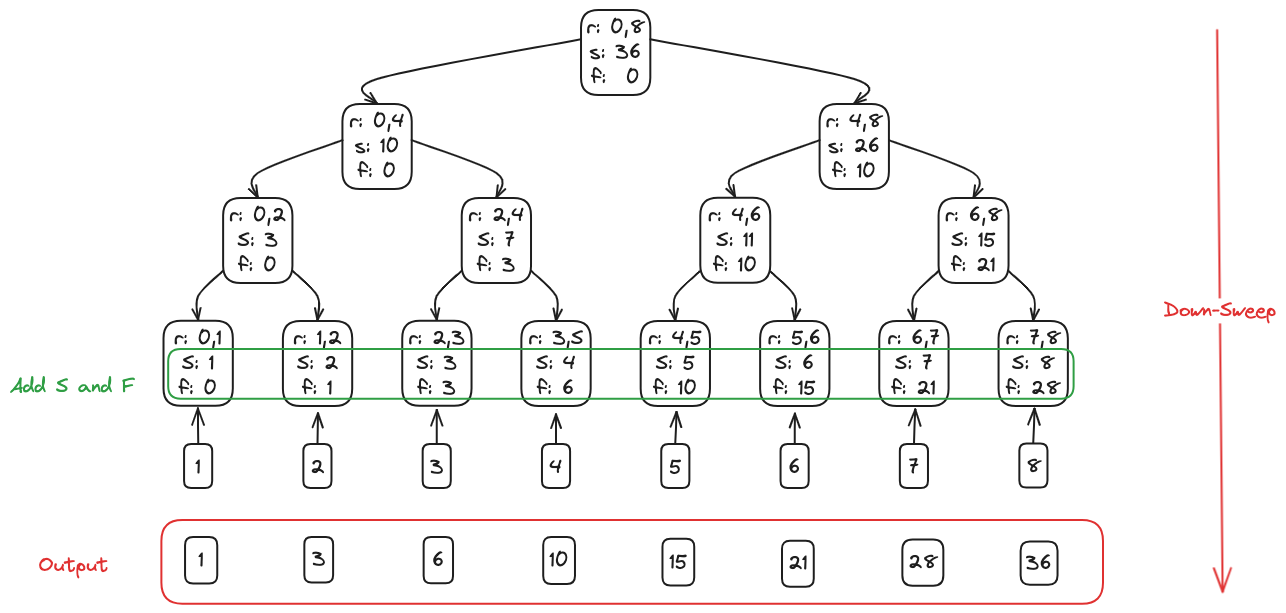 r: 0,8
s: 36
f: 0
r: 0,4
s: 10
f: 0
r: 4,8
s: 26
f: 10
r: 0,2
s: 3
f: 0
r: 2,4
s: 7
f: 3
r: 4,6
s: 11
f: 10
r: 6,8
s: 15
f: 21
Down-Sweep
r: 0,1
s: 1
f: 0
r: 1,2
s: 2
f: 1
r: 2,3
s: 3
f: 3
r: 3,5
s: 4
f: 6
r: 4,5
s: 5
f: 10
r: 5,6
s: 6
f: 15
r: 6,7
s: 7
f: 21
r: 7,8
s: 8
f: 28
Add S and F
1
2
3
4
5
6
7
8
Output
1
3
6
10
15
21
28
36